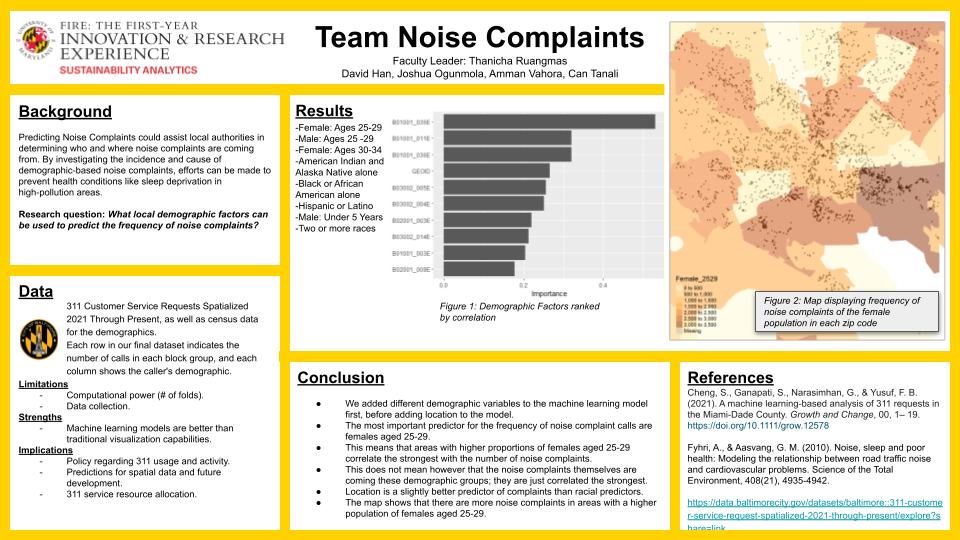 FIRE: THE FIRST-YEAR
INNOVATION & RESEARCH
EXPERIENCE
SUSTAINABILITY ANALYTICS
Team Noise Complaints
Faculty Leader: Thanicha Ruangmas
David Han, Joshua Ogunmola, Amman Vahora, Can Tanali
Background
Predicting Noise Complaints could assist local authorities in
determining who and where noise complaints are coming
from. By investigating the incidence and cause of
demographic-based noise complaints, efforts can be made to
prevent health conditions like sleep deprivation in
high-pollution areas.
Research question: What local demographic factors can
be used to predict the frequency of noise complaints?
Data
311 Customer Service Requests Spatialized
2021 Through Present, as well as census data
for the demographics.
Each row in our final dataset indicates the
number of calls in each block group, and each
column shows the caller's demographic.
Limitations
- Computational power (# of folds).
- Data collection.
Strengths
- Machine learning models are better than
traditional visualization capabilities.
Implications
- Policy regarding 311 usage and activity.
- Predictions for spatial data and future
development.
- 311 service resource allocation.
Results
-Female: Ages 25-29
-Male: Ages 25 -29
-Female: Ages 30-34
-American Indian and
Alaska Native alone
-Black or African
American alone
-Hispanic or Latino
-Male: Under 5 Years
-Two or more races
B01001_035E
B01001_011E
B01001_036E
GEOID
B03002_005E
B03002_004E
B02001_003E
B03002_014E
B01001_003E
B02001_009E
0.0 0.2 0.4
Importance
Figure 1: Demographic Factors ranked
by correlation
Female_2529
0 to 500
500 to 1,000
1,000 to 1,500
1,500 to 2,000
2,000 to 2,500
2,500 to 3,000
3,000 to 3,500
Missing
Figure 2: Map displaying frequency of
noise complaints of the female
population in each zip code
Conclusion
● We added different demographic variables to the machine learning model
first, before adding location to the model.
● The most important predictor for the frequency of noise complaint calls are
females aged 25-29.
● This means that areas with higher proportions of females aged 25-29
correlate the strongest with the number of noise complaints.
● This does not mean however that the noise complaints themselves are
coming these demographic groups; they are just correlated the strongest.
● Location is a slightly better predictor of complaints than racial predictors.
● The map shows that there are more noise complaints in areas with a higher
population of females aged 25-29.
References
Cheng, S., Ganapati, S., Narasimhan, G., & Yusuf, F. B.
(2021). A machine learning-based analysis of 311 requests in
the Miami-Dade County. Growth and Change, 00, 1– 19.
https://doi.org/10.1111/grow.12578
Fyhri, A., & Aasvang, G. M. (2010). Noise, sleep and poor
health: Modeling the relationship between road traffic noise
and cardiovascular problems. Science of the Total
Environment, 408(21), 4935-4942.
https://data.baltimorecity.gov/datasets/baltimore::311-custome
r-service-request-spatialized-2021-through-present/explore?s
hare=link